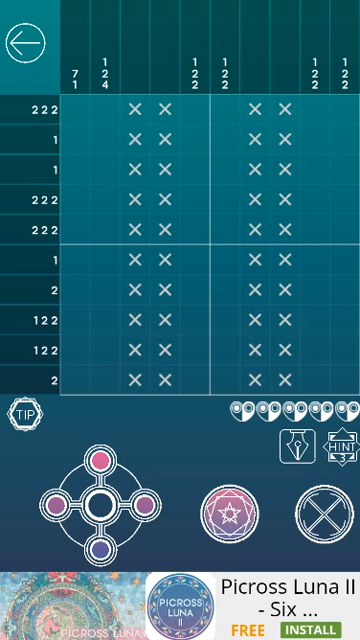 1 1 1 1 1
7 2 2 2 2 2
1 4 2 2 2 2
2 2 2
1
1
2 2 2
2 2 2
1
2
1 2 2
1 2 2
2
TIP
HINT
3
PICROSS LUNA
PICROSS
LUNA
II
Picross Luna II
- Six ...
FREE
INSTALL